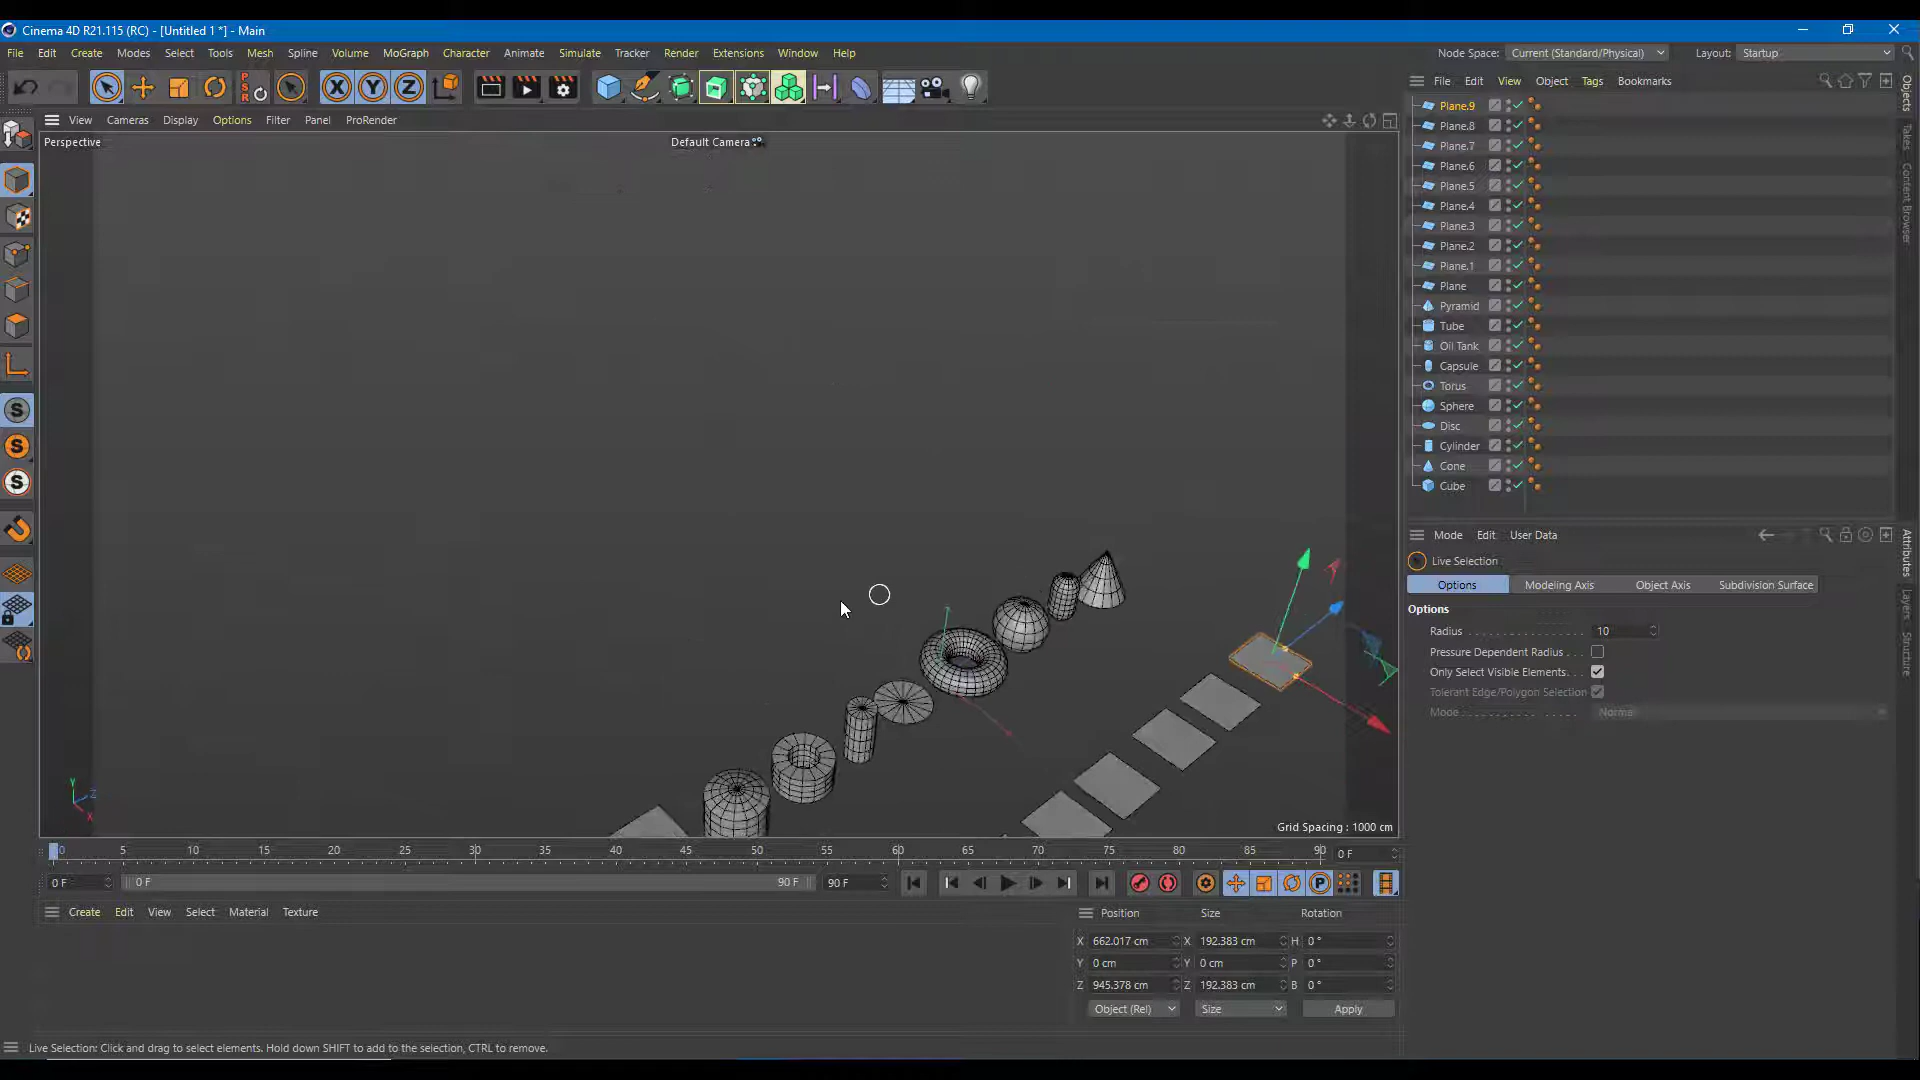 Cinema 4D R21.115 (RC) - [Untitled 1 *] - Main
File Edit Create Modes Select Tools Mesh Spline Volume MoGraph Character Animate Simulate Tracker Render Extensions Window Help
Node Space: Current (Standard/Physical) Layout: Startup
PSR
X Y Z
File Edit View Object Tags Bookmarks
View Cameras Display Options Filter Panel ProRender
Perspective
Default Camera
Plane.9
Plane.8
Plane.7
Plane.6
Plane.5
Plane.4
Plane.3
Plane.2
Plane.1
Plane
Pyramid
Tube
Oil Tank
Capsule
Torus
Sphere
Disc
Cylinder
Cone
Cube
Objects
Takes
Content Browser
S
S
S
Mode Edit User Data
Live Selection
Options Modeling Axis Object Axis Subdivision Surface
Options
Radius 10
Pressure Dependent Radius
Only Select Visible Elements
Tolerant Edge/Polygon Selection
Mode Normal
Attributes
Layers
Structure
Y
Z
X
Grid Spacing : 1000 cm
0 5 10 15 20 25 30 35 40 45 50 55 60 65 70 75 80 85 90 0 F
0 F 0 F 90 F 90 F
P
Create Edit View Select Material Texture
Position Size Rotation
X 662.017 cm X 192.383 cm H 0 °
Y 0 cm Y 0 cm P 0 °
Z 945.378 cm Z 192.383 cm B 0 °
Object (Rel) Size Apply
Live Selection: Click and drag to select elements. Hold down SHIFT to add to the selection, CTRL to remove.